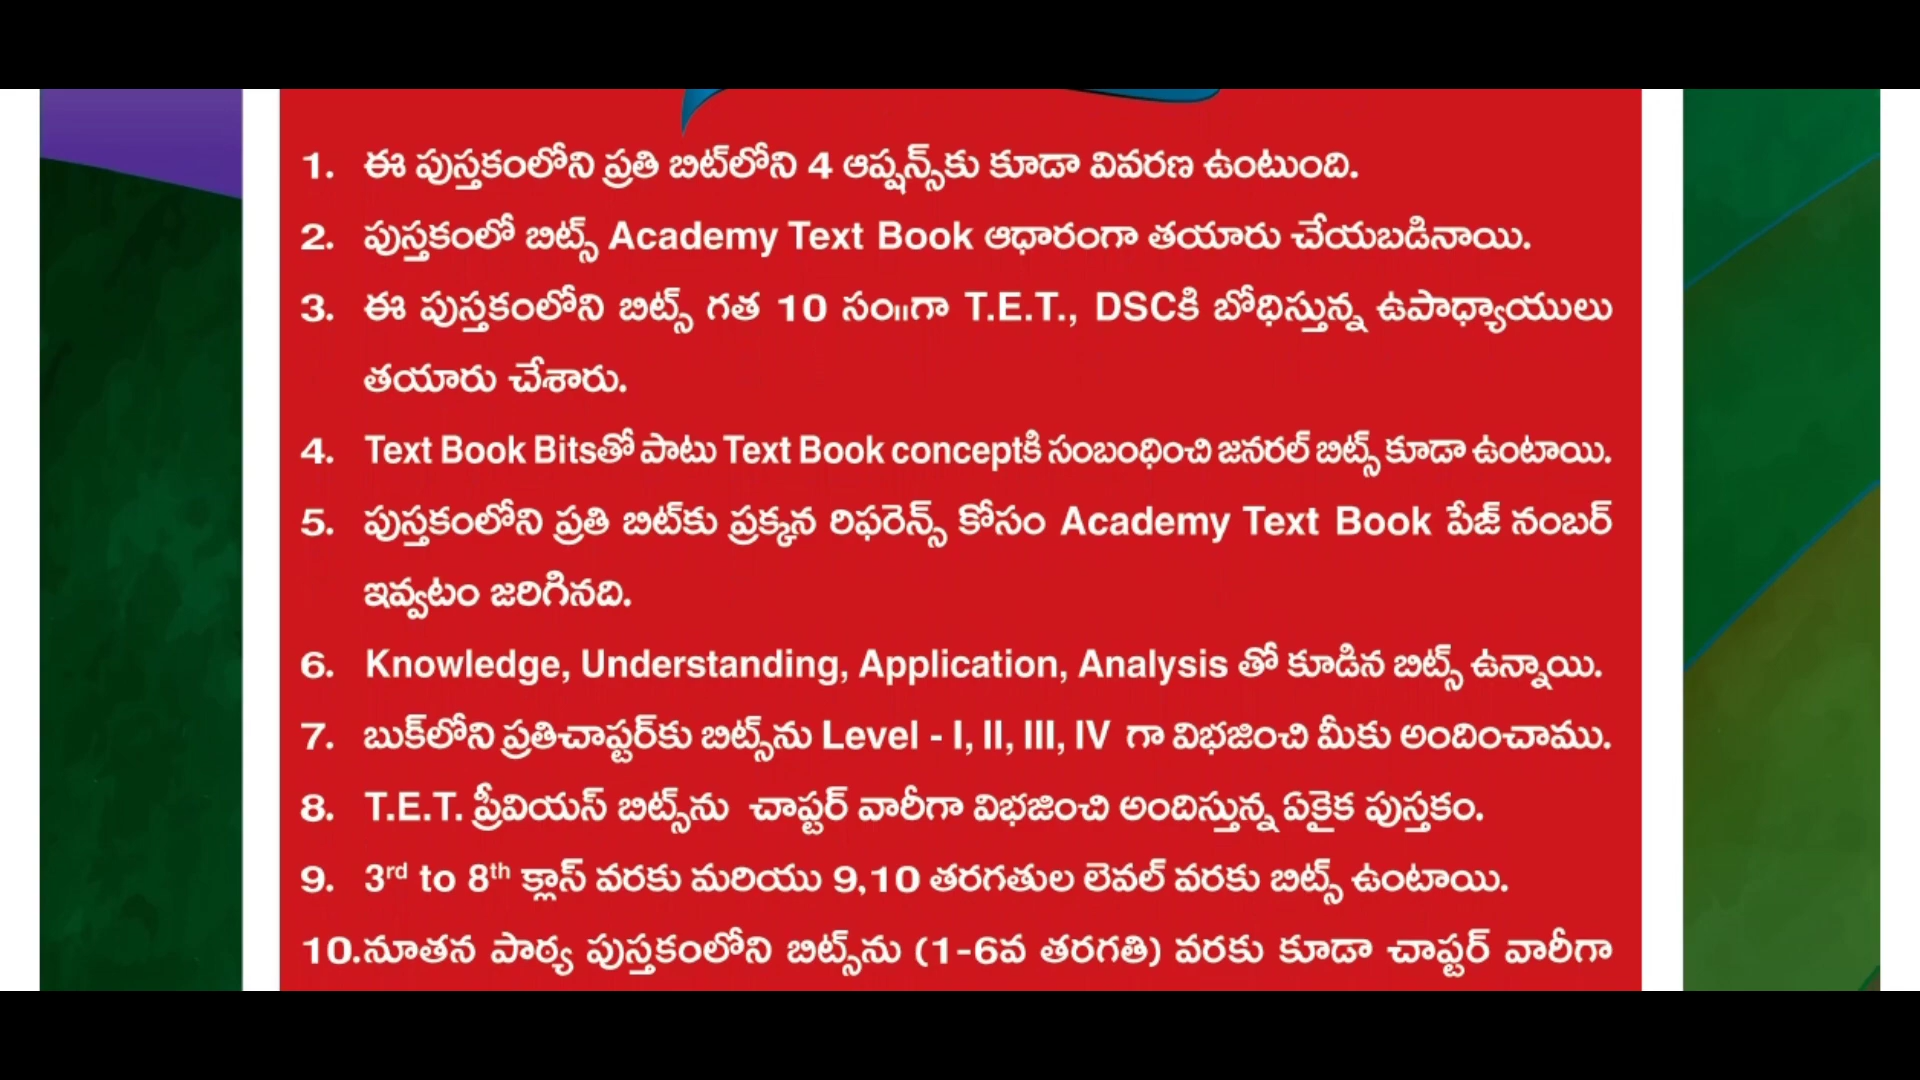 1. ఈ పుస్తకంలోని ప్రతి బిట్‌లోని 4 ఆప్షన్స్‌కు కూడా వివరణ ఉంటుంది.
2. పుస్తకంలో బిట్స్ Academy Text Book ఆధారంగా తయారు చేయబడినాయి.
3. ఈ పుస్తకంలోని బిట్స్ గత 10 సం॥గా T.E.T., DSCకి బోధిస్తున్న ఉపాధ్యాయులు
తయారు చేశారు.
4. Text Book Bitsతో పాటు Text Book conceptకి సంబంధించి జనరల్ బిట్స్ కూడా ఉంటాయి.
5. పుస్తకంలోని ప్రతి బిట్‌కు ప్రక్కన రిఫరెన్స్ కోసం Academy Text Book పేజ్ నంబర్
ఇవ్వటం జరిగినది.
6. Knowledge, Understanding, Application, Analysis తో కూడిన బిట్స్ ఉన్నాయి.
7. బుక్‌లోని ప్రతిచాప్టర్‌కు బిట్స్‌ను Level - I, II, III, IV గా విభజించి మీకు అందించాము.
8. T.E.T. ప్రీవియస్ బిట్స్‌ను చాప్టర్ వారీగా విభజించి అందిస్తున్న ఏకైక పుస్తకం.
9. 3rd to 8th క్లాస్ వరకు మరియు 9,10 తరగతుల లెవల్ వరకు బిట్స్ ఉంటాయి.
10.నూతన పాఠ్య పుస్తకంలోని బిట్స్‌ను (1-6వ తరగతి) వరకు కూడా చాప్టర్ వారీగా